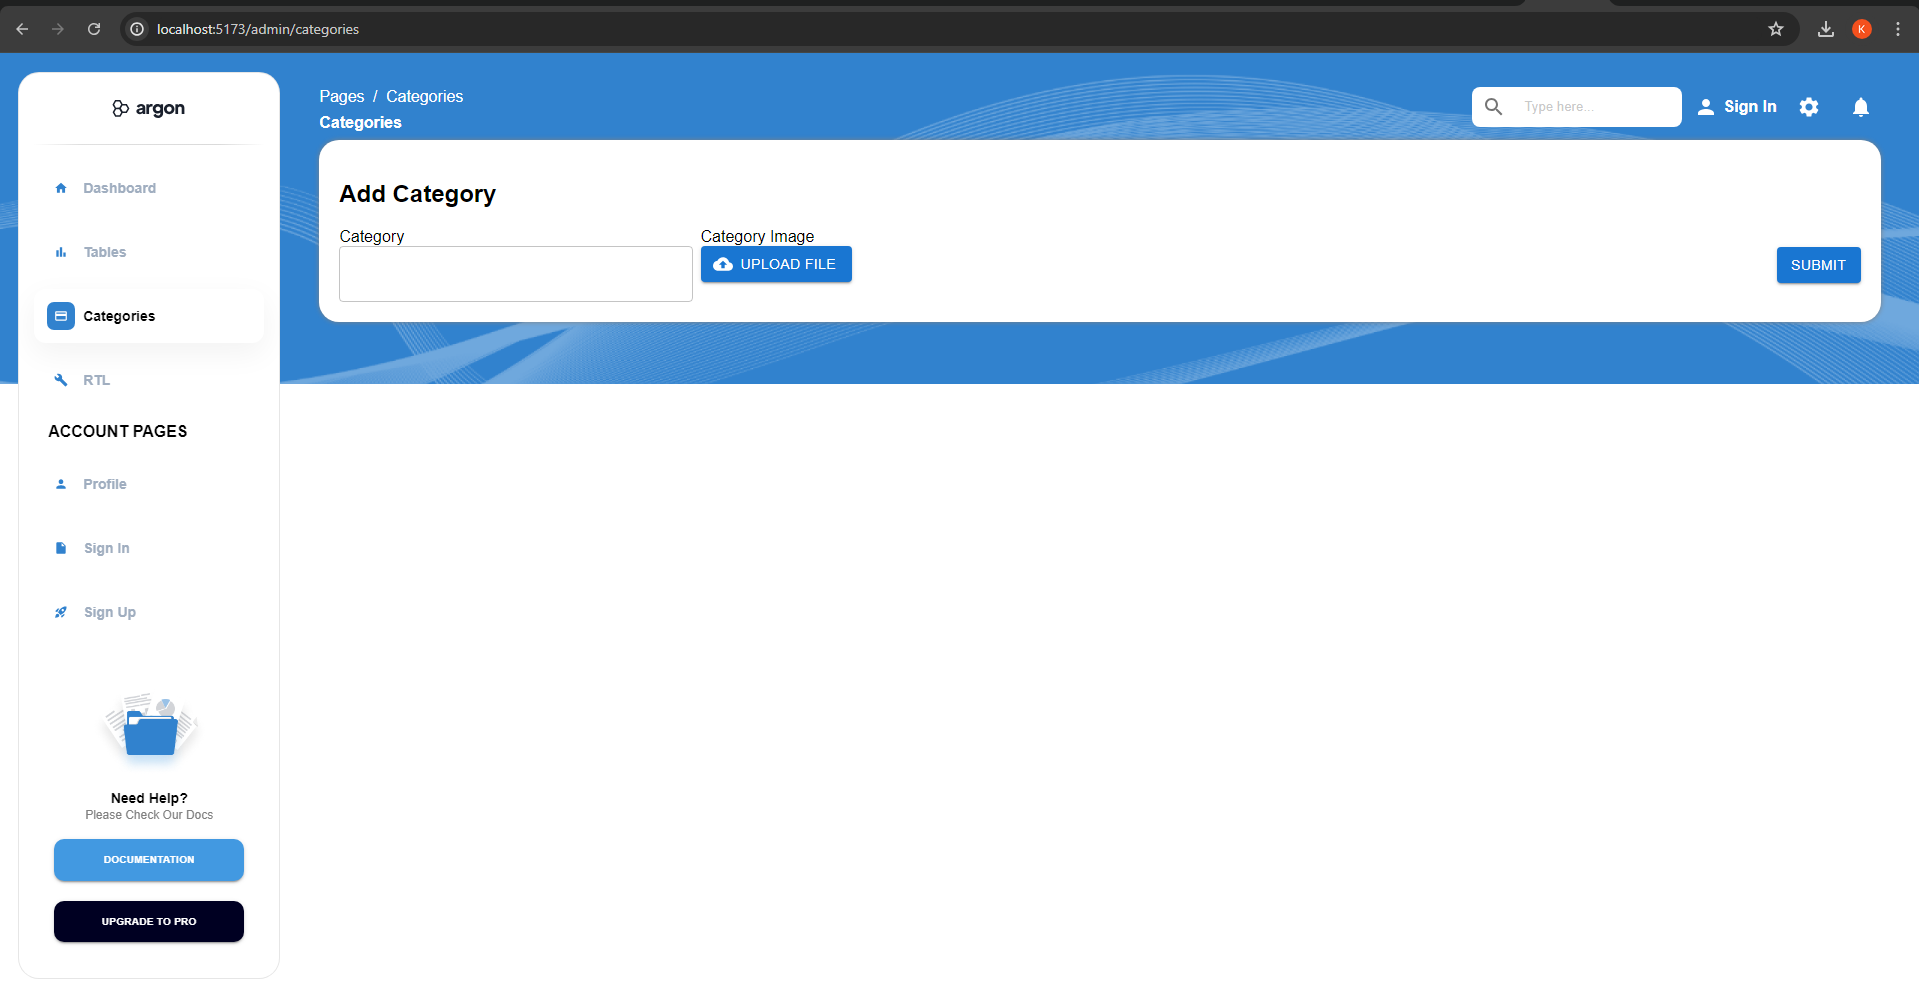 localhost:5173/admin/categories
K
argon
Dashboard
Tables
Categories
RTL
ACCOUNT PAGES
Profile
Sign In
Sign Up
Need Help?
Please Check Our Docs
DOCUMENTATION
UPGRADE TO PRO
Pages / Categories
Categories
Type here...
Sign In
Add Category
Category
Category Image
UPLOAD FILE
SUBMIT